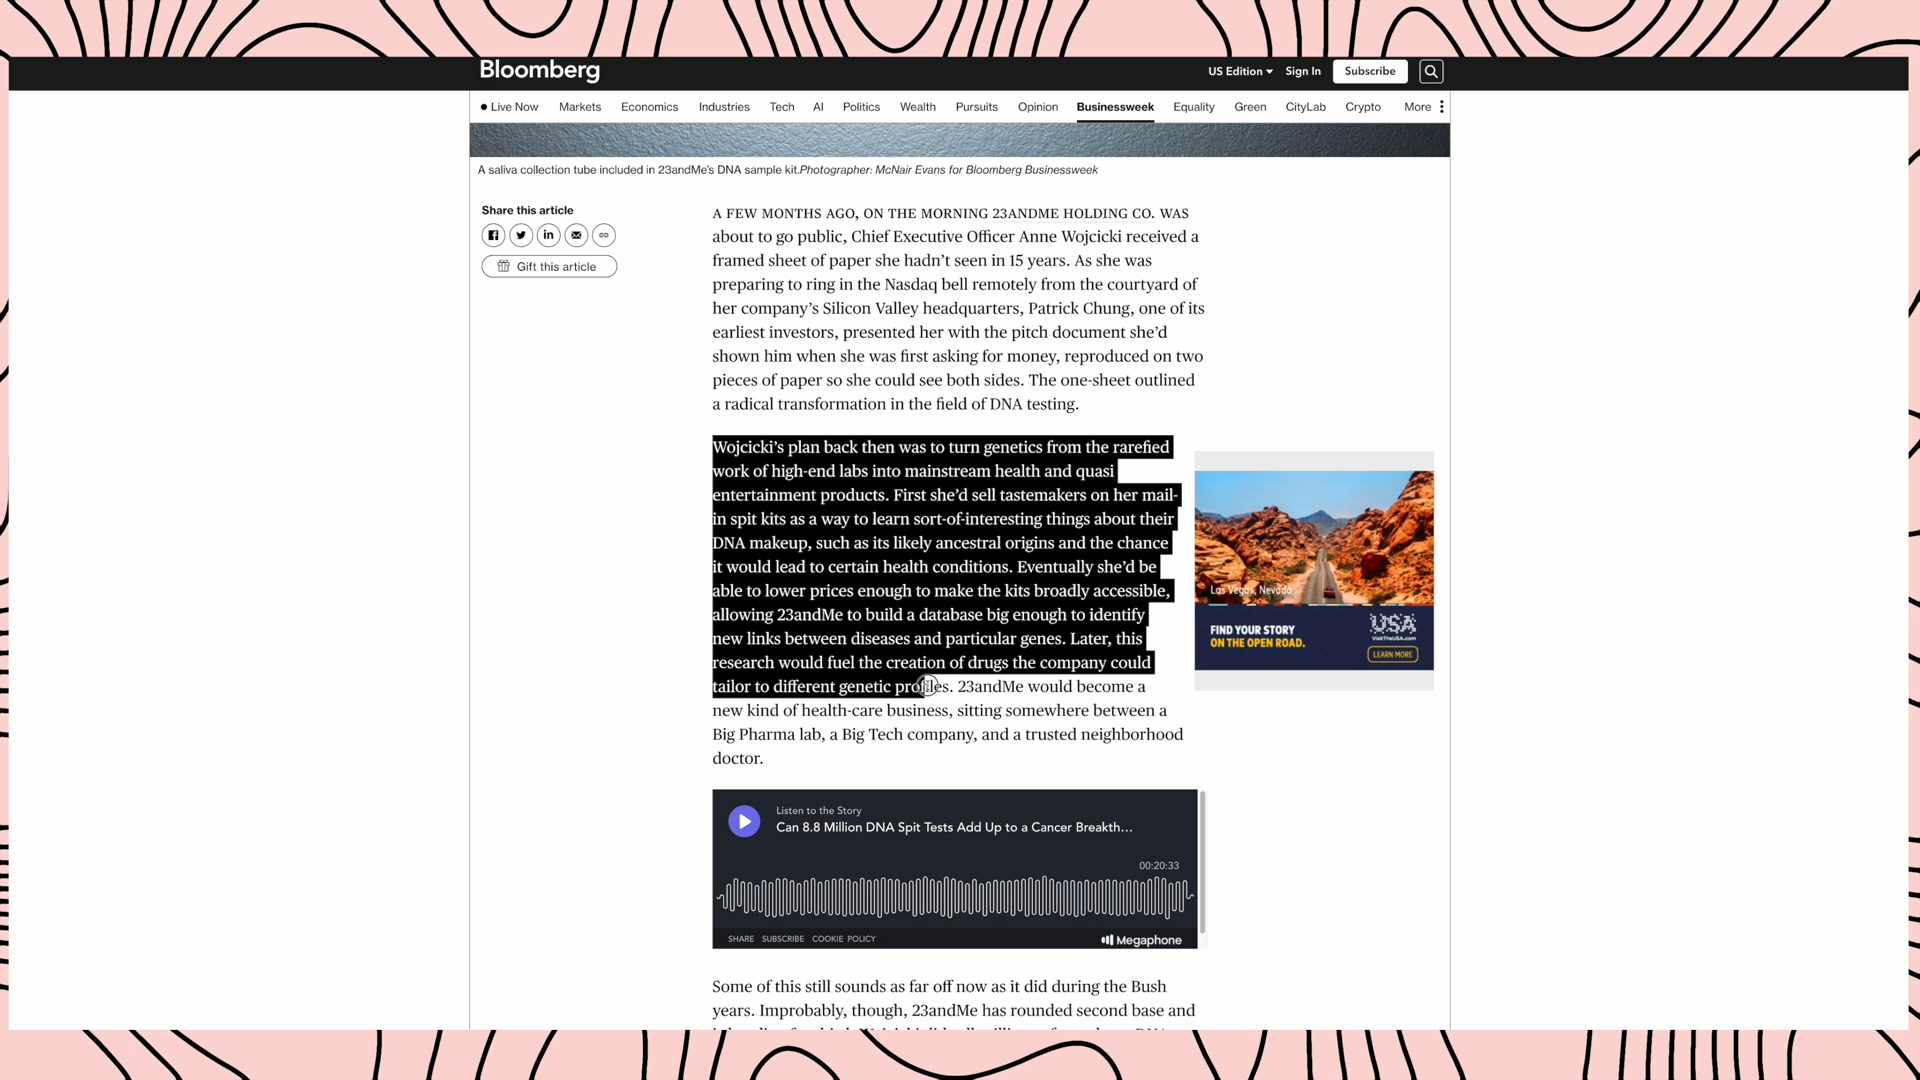 Bloomberg
US Edition
Sign In
Subscribe
Live Now
Markets
Economics
Industries
Tech
AI
Politics
Wealth
Pursuits
Opinion
Businessweek
Equality
Green
CityLab
Crypto
More
A saliva collection tube included in 23andMe's DNA sample kit.Photographer: McNair Evans for Bloomberg Businessweek
Share this article
Gift this article
A FEW MONTHS AGO, ON THE MORNING 23ANDME HOLDING CO. WAS
about to go public, Chief Executive Officer Anne Wojcicki received a
framed sheet of paper she hadn't seen in 15 years. As she was
preparing to ring in the Nasdaq bell remotely from the courtyard of
her company's Silicon Valley headquarters, Patrick Chung, one of its
earliest investors, presented her with the pitch document she'd
shown him when she was first asking for money, reproduced on two
pieces of paper so she could see both sides. The one-sheet outlined
a radical transformation in the field of DNA testing.
Wojcicki's plan back then was to turn genetics from the rarefied
work of high-end labs into mainstream health and quasi
entertainment products. First she'd sell tastemakers on her mail-
in spit kits as a way to learn sort-of-interesting things about their
DNA makeup, such as its likely ancestral origins and the chance
it would lead to certain health conditions. Eventually she'd be
able to lower prices enough to make the kits broadly accessible,
allowing 23andMe to build a database big enough to identify
new links between diseases and particular genes. Later, this
research would fuel the creation of drugs the company could
tailor to different genetic profiles. 23andMe would become a
new kind of health-care business, sitting somewhere between a
Big Pharma lab, a Big Tech company, and a trusted neighborhood
doctor.
Las Vegas, Nevada
FIND YOUR STORY
ON THE OPEN ROAD.
USA
VisitTheUSA.com
LEARN MORE
Listen to the Story
Can 8.8 Million DNA Spit Tests Add Up to a Cancer Breakth...
00:20:33
SHARE SUBSCRIBE COOKIE POLICY
Megaphone
Some of this still sounds as far off now as it did during the Bush
years. Improbably, though, 23andMe has rounded second base and